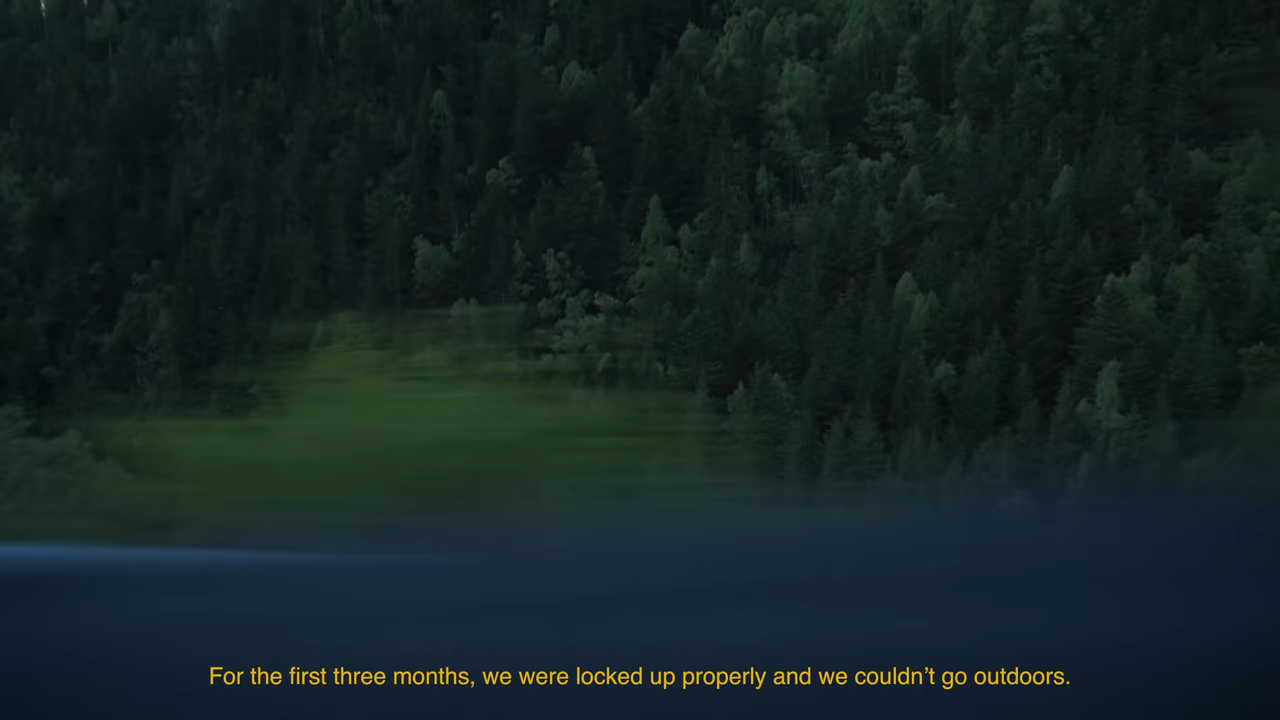 For the first three months, we were locked up properly and we couldn’t go outdoors.